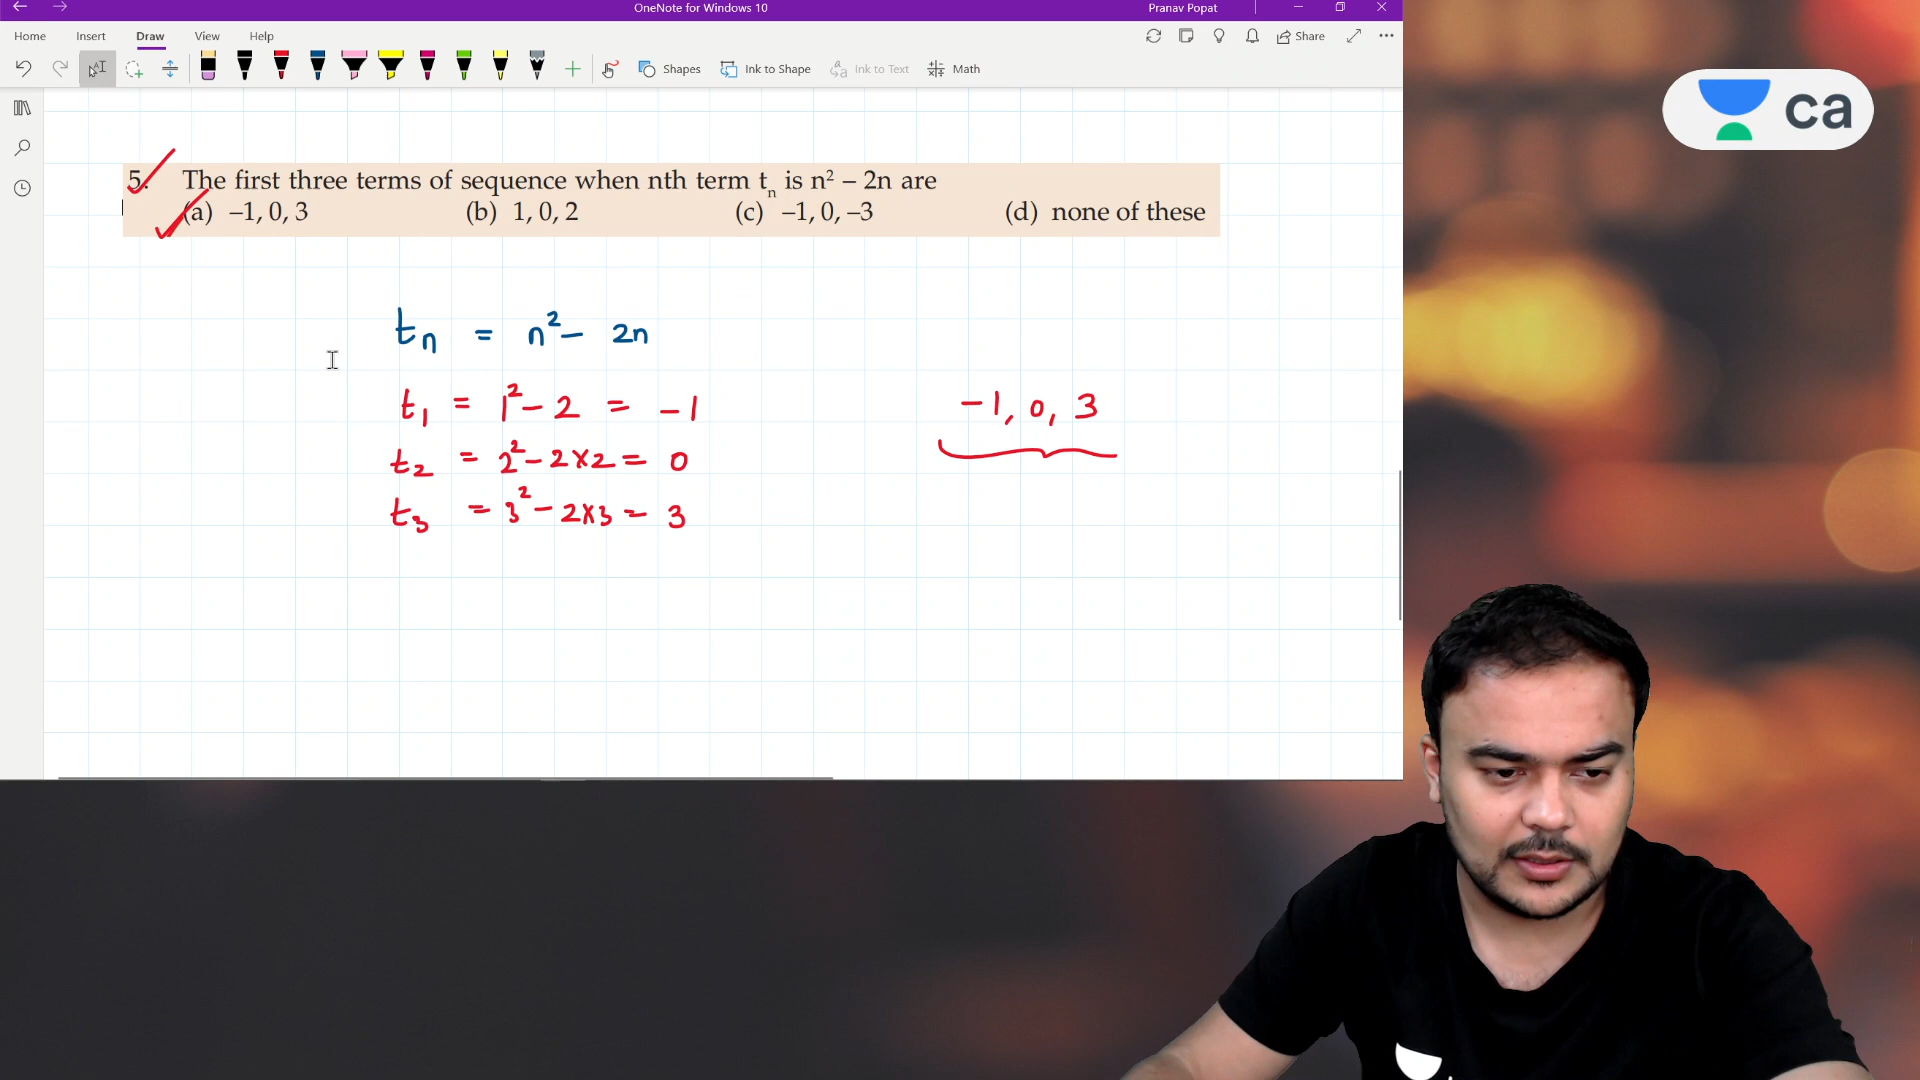 OneNote for Windows 10
Pranav Popat
Home Insert Draw View Help
Share
Shapes Ink to Shape Ink to Text Math
ca
5. The first three terms of sequence when nth term tₙ is n² – 2n are
(a) –1, 0, 3 (b) 1, 0, 2 (c) –1, 0, –3 (d) none of these
tₙ = n² – 2n
t₁ = 1² – 2 = –1
–1, 0, 3
t₂ = 2² – 2×2 = 0
t₃ = 3² – 2×3 = 3